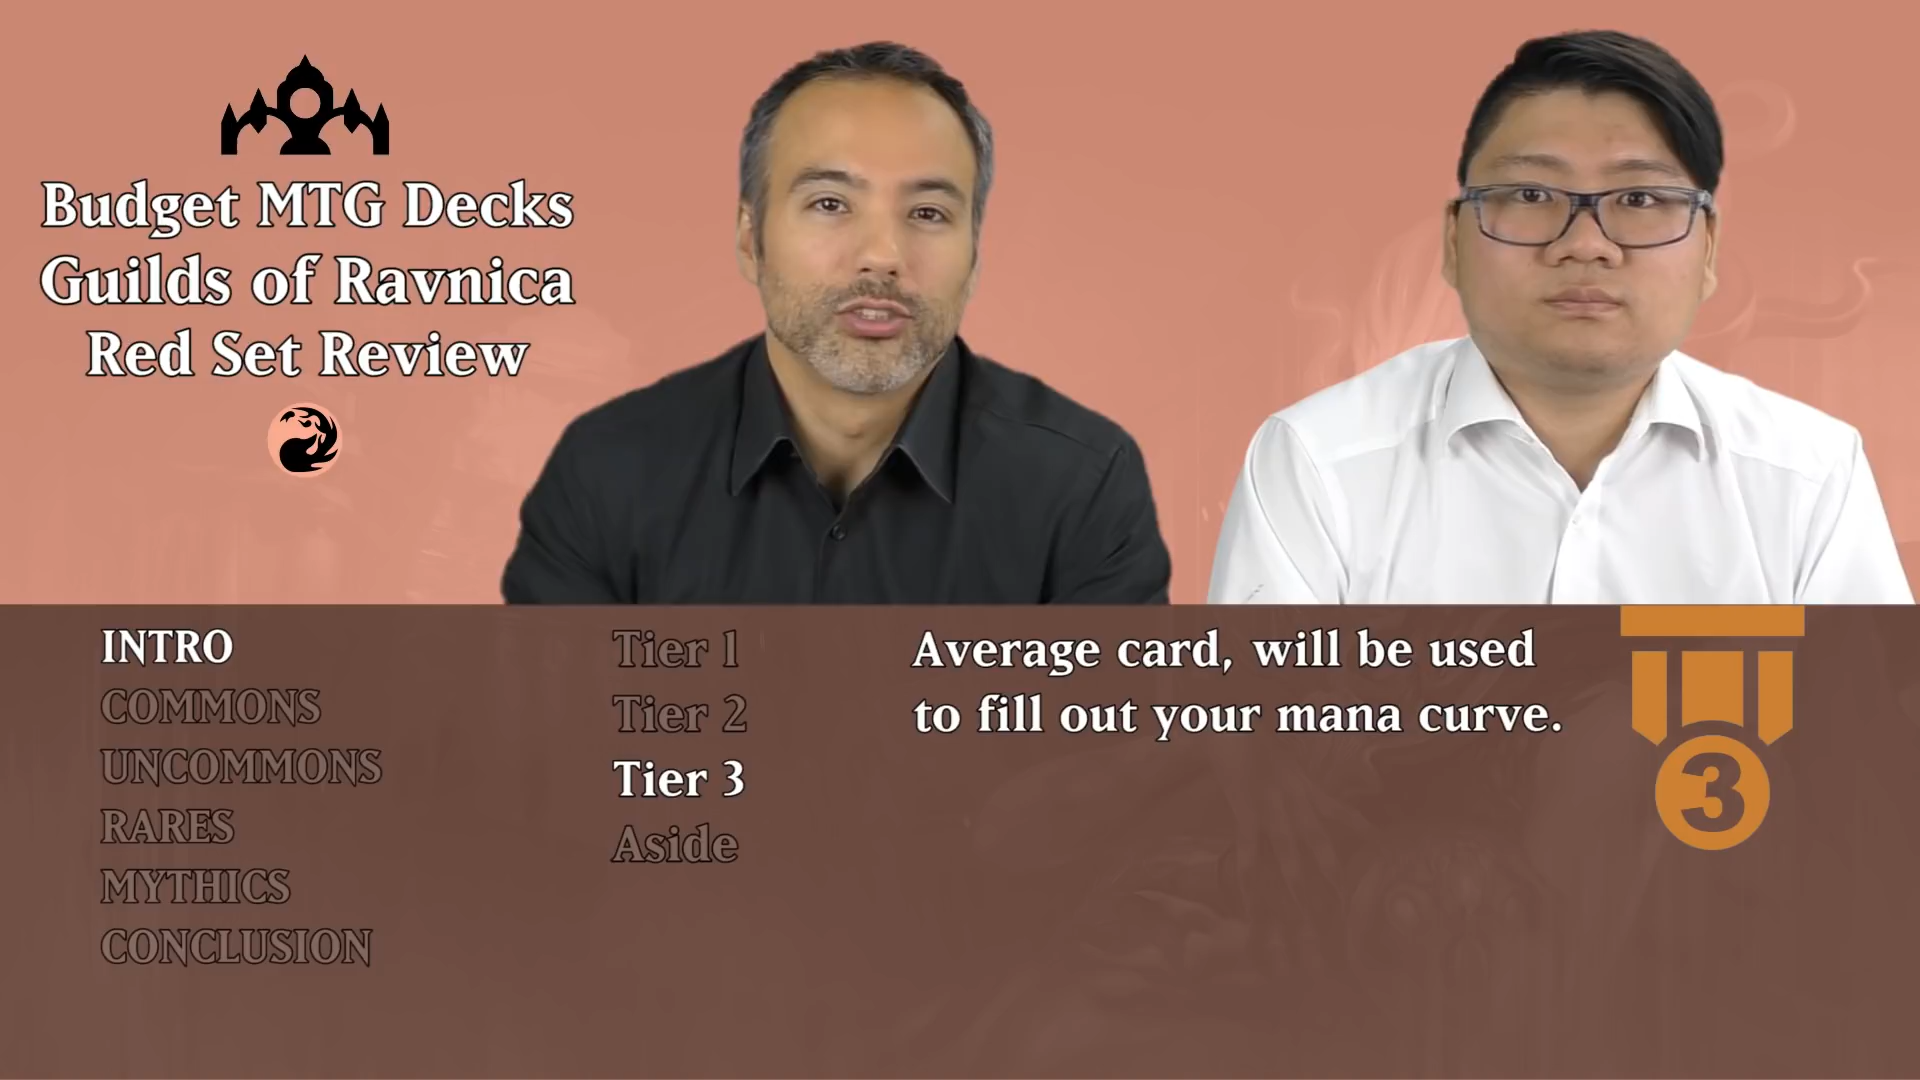 Budget MTG Decks
Guilds of Ravnica
Red Set Review
INTRO
COMMONS
UNCOMMONS
RARES
MYTHICS
CONCLUSION
Tier 1
Tier 2
Tier 3
Aside
Average card, will be used
to fill out your mana curve.
3